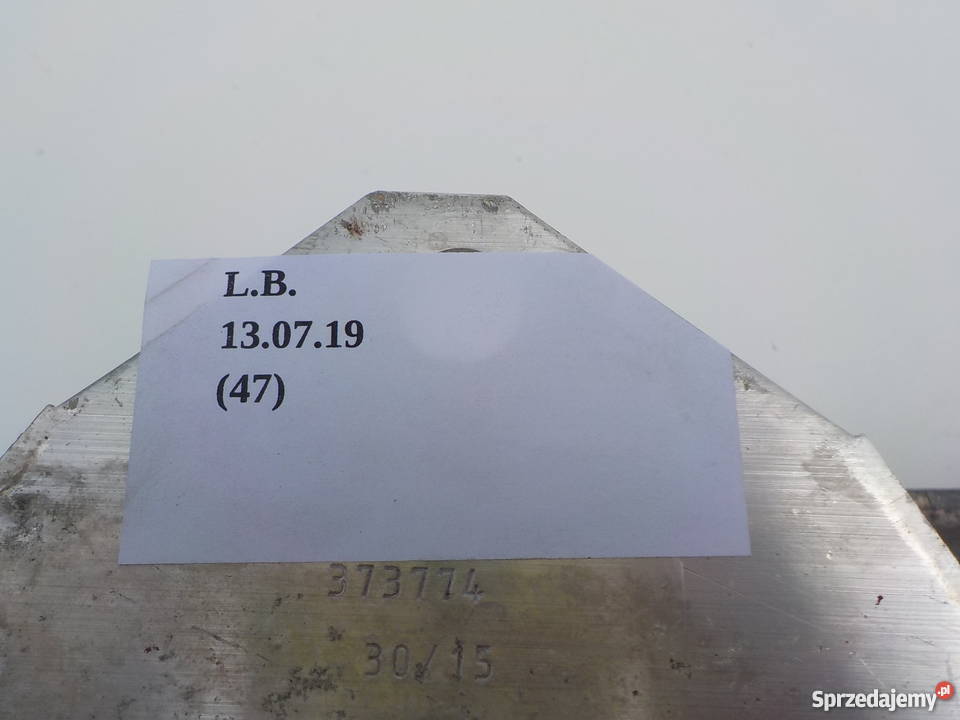 L.B.
13.07.19
(47)
373774
30/15
Sprzedajemy.pl